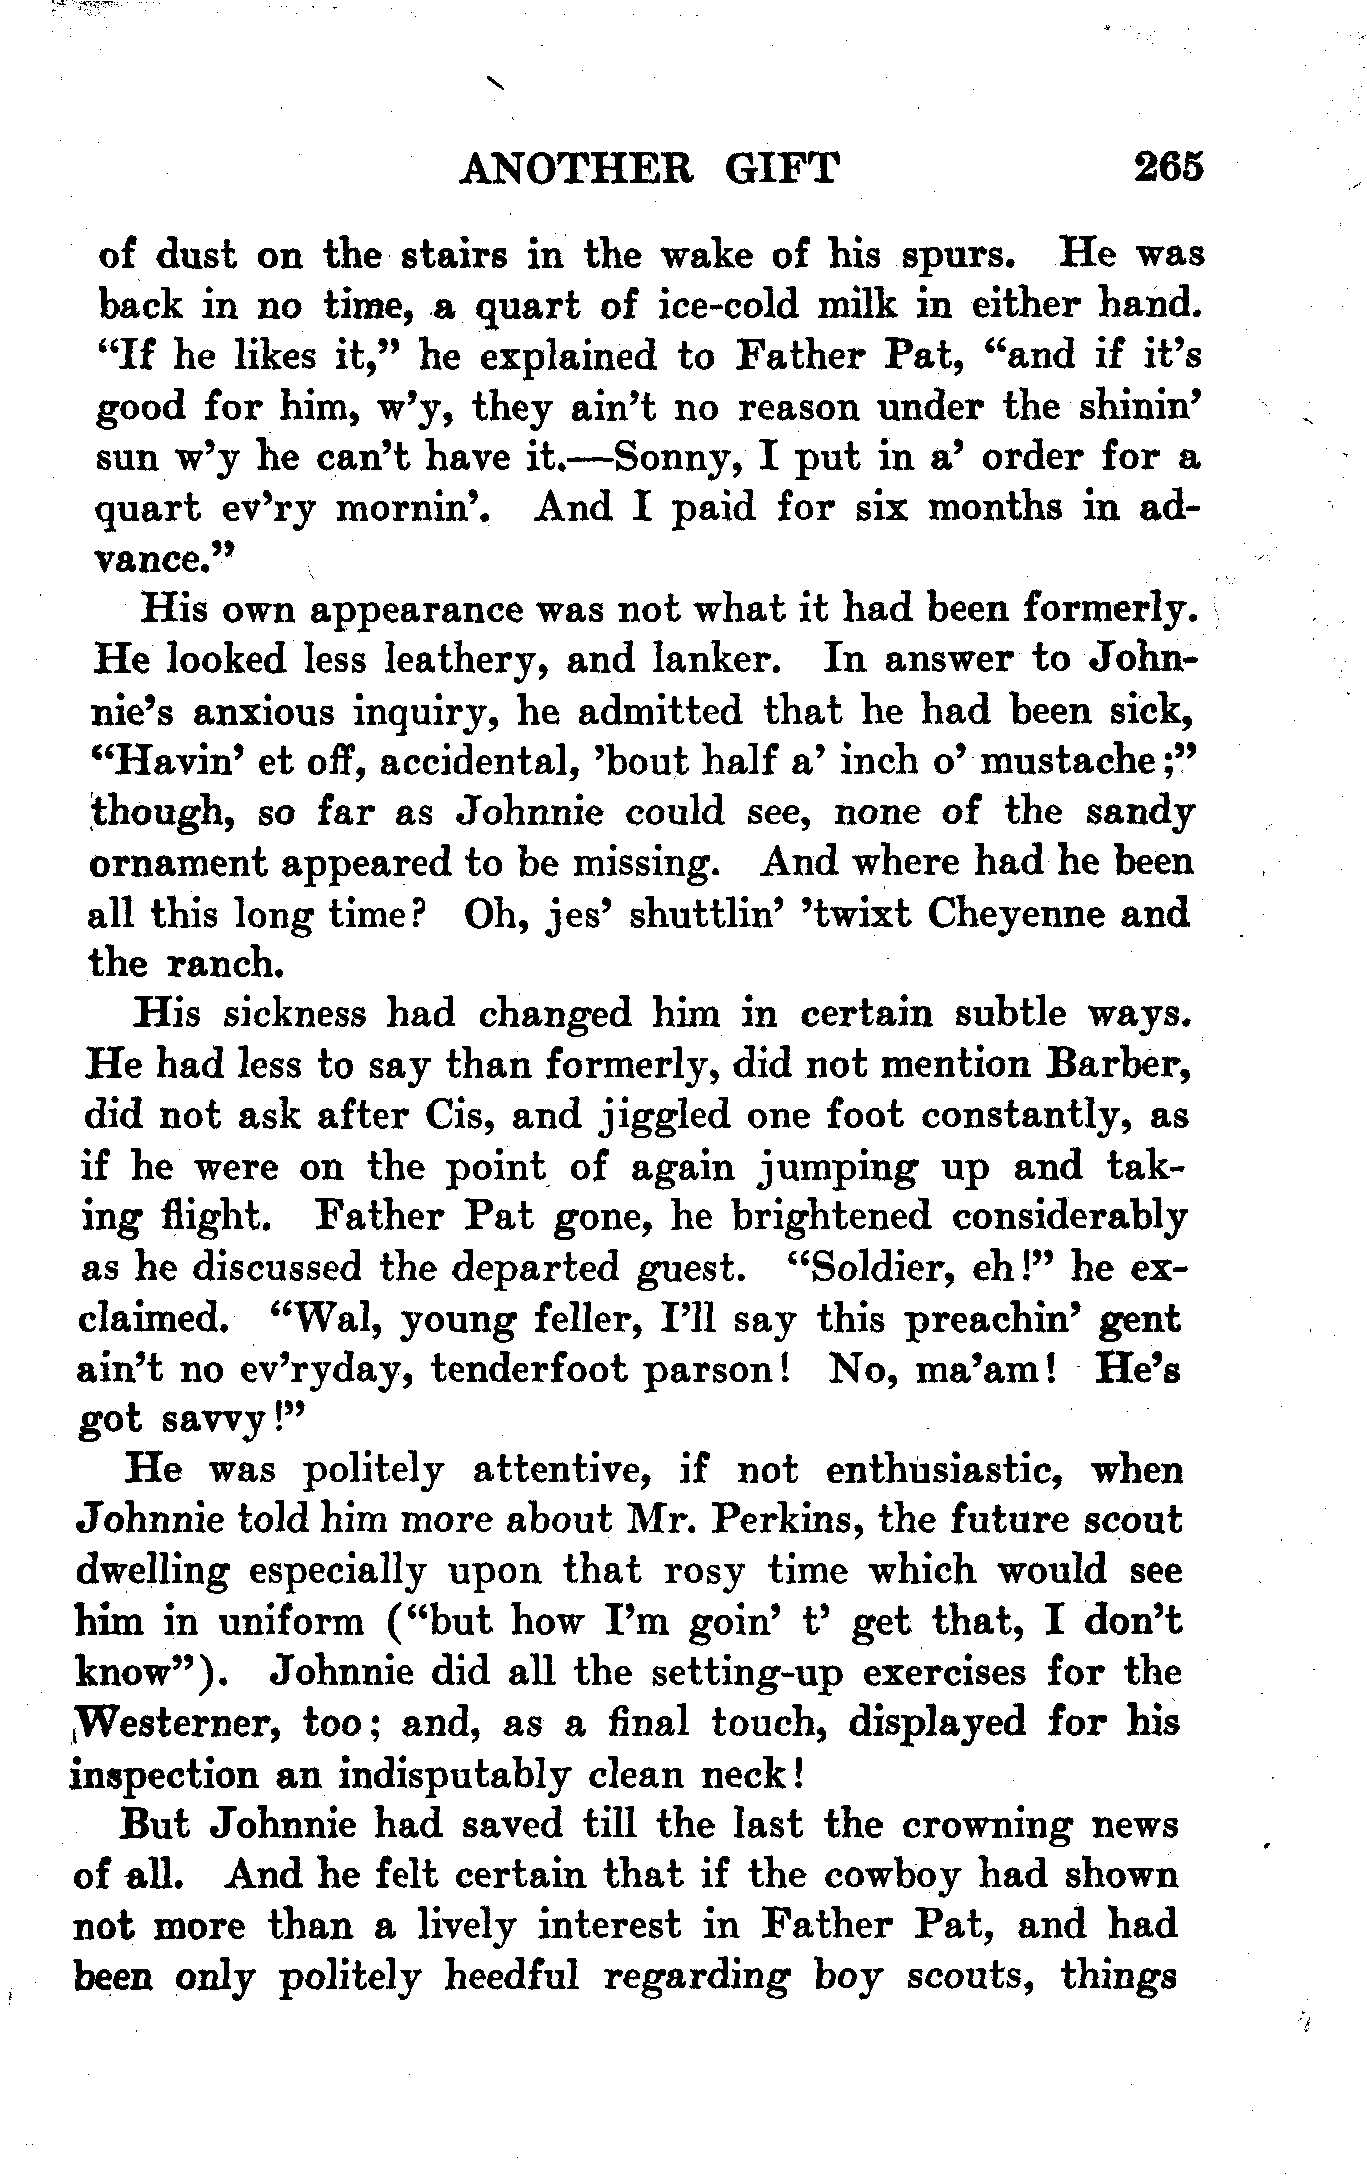 ANOTHER GIFT 265
of dust on the stairs in the wake of his spurs. He was
back in no time, a quart of ice-cold milk in either hand.
“If he likes it,” he explained to Father Pat, “and if it’s
good for him, w’y, they ain’t no reason under the shinin’
sun w’y he can’t have it.—Sonny, I put in a’ order for a
quart ev’ry mornin’. And I paid for six months in ad-
vance.”
His own appearance was not what it had been formerly.
He looked less leathery, and lanker. In answer to John-
nie’s anxious inquiry, he admitted that he had been sick,
“Havin’ et off, accidental, ’bout half a’ inch o’ mustache;”
though, so far as Johnnie could see, none of the sandy
ornament appeared to be missing. And where had he been
all this long time? Oh, jes’ shuttlin’ ’twixt Cheyenne and
the ranch.
His sickness had changed him in certain subtle ways.
He had less to say than formerly, did not mention Barber,
did not ask after Cis, and jiggled one foot constantly, as
if he were on the point of again jumping up and tak-
ing flight. Father Pat gone, he brightened considerably
as he discussed the departed guest. “Soldier, eh!” he ex-
claimed. “Wal, young feller, I’ll say this preachin’ gent
ain’t no ev’ryday, tenderfoot parson! No, ma’am! He’s
got savvy!”
He was politely attentive, if not enthusiastic, when
Johnnie told him more about Mr. Perkins, the future scout
dwelling especially upon that rosy time which would see
him in uniform (“but how I’m goin’ t’ get that, I don’t
know”). Johnnie did all the setting-up exercises for the
Westerner, too; and, as a final touch, displayed for his
inspection an indisputably clean neck!
But Johnnie had saved till the last the crowning news
of all. And he felt certain that if the cowboy had shown
not more than a lively interest in Father Pat, and had
been only politely heedful regarding boy scouts, things